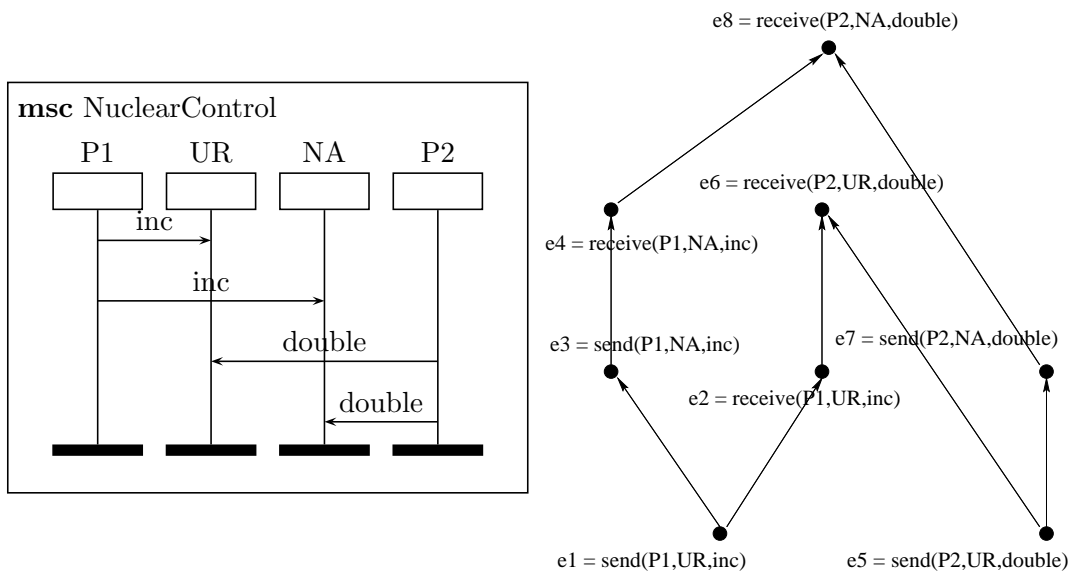 msc NuclearControl
P1 UR NA P2
inc
inc
double
double
e8 = receive(P2,NA,double)
e6 = receive(P2,UR,double)
e4 = receive(P1,NA,inc)
e7 = send(P2,NA,double)
e3 = send(P1,NA,inc)
e2 = receive(P1,UR,inc)
e1 = send(P1,UR,inc)
e5 = send(P2,UR,double)